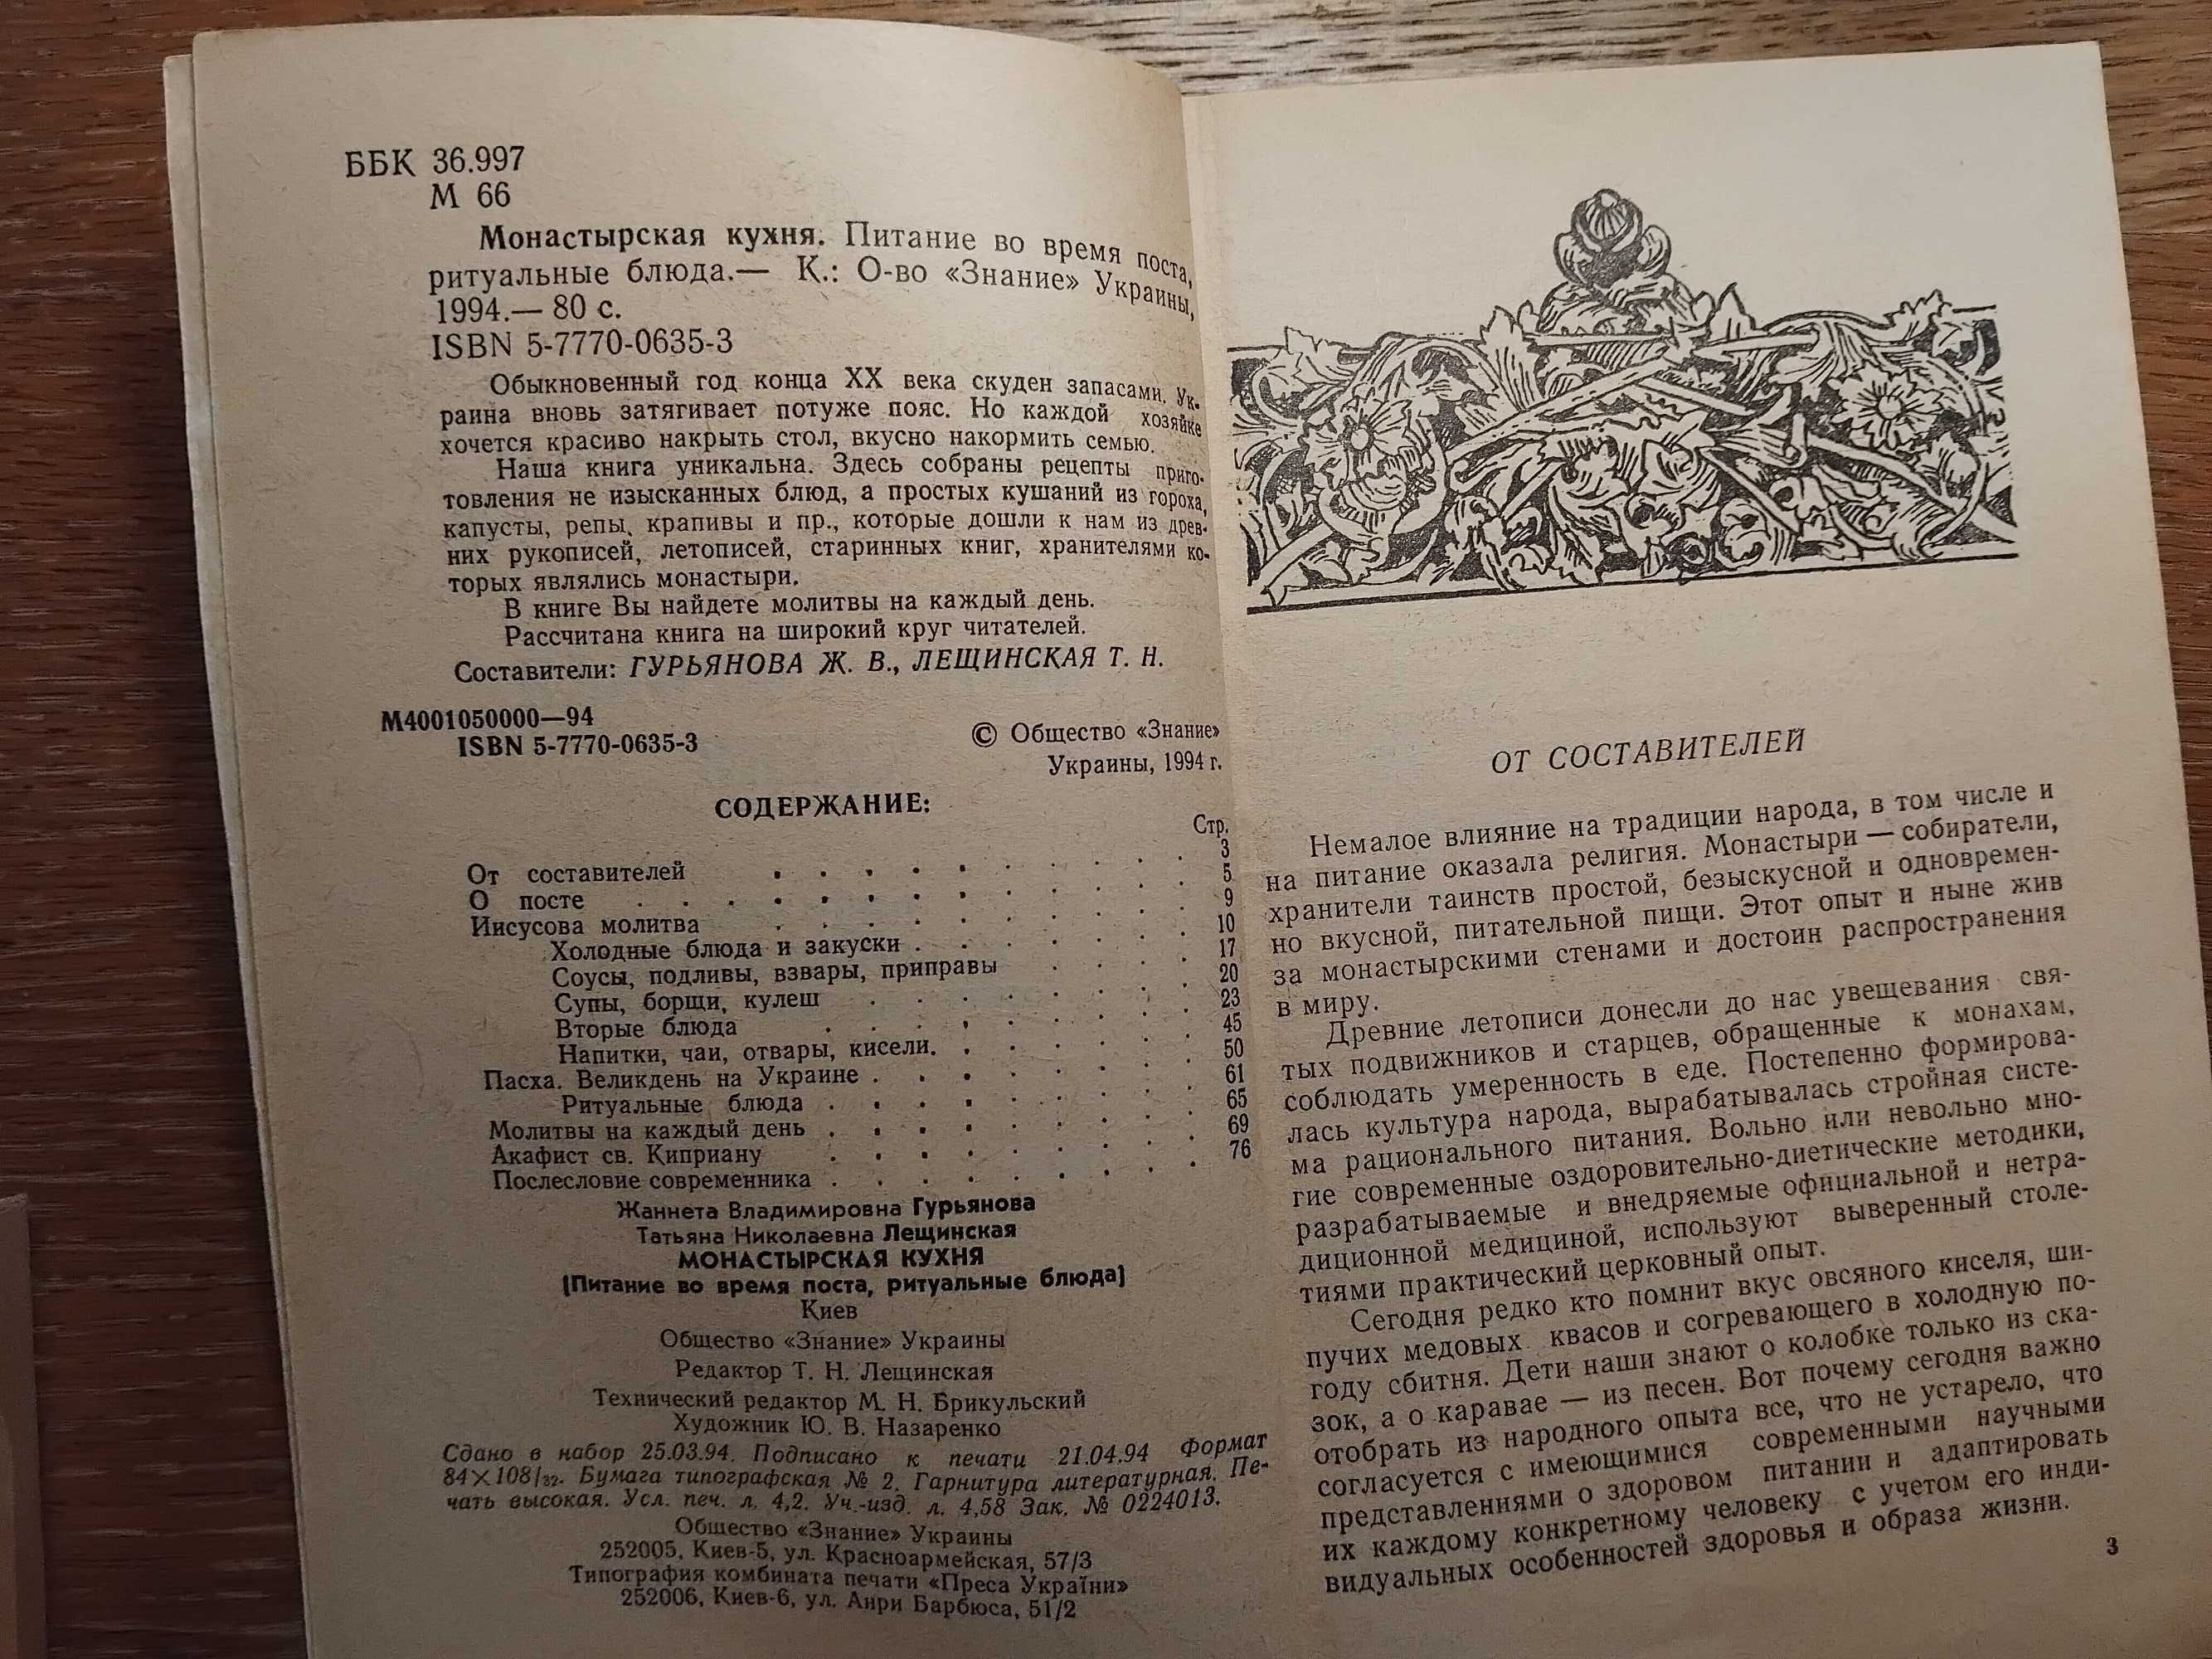 ББК 36.997
М 66
Монастырская кухня. Питание во время поста,
ритуальные блюда.— К.: О-во «Знание» Украины,
1994.— 80 с.
ISBN 5-7770-0635-3
Обыкновенный год конца XX века скуден запасами. Ук-
раина вновь затягивает потуже пояс. Но каждой хозяйке
хочется красиво накрыть стол, вкусно накормить семью.
Наша книга уникальна. Здесь собраны рецепты приго-
товления не изысканных блюд, а простых кушаний из гороха,
капусты, репы, крапивы и пр., которые дошли к нам из древ-
них рукописей, летописей, старинных книг, хранителями ко-
торых являлись монастыри.
В книге Вы найдете молитвы на каждый день.
Рассчитана книга на широкий круг читателей.
Составители: ГУРЬЯНОВА Ж. В., ЛЕЩИНСКАЯ Т. Н.
М4001050000—94
ISBN 5-7770-0635-3
© Общество «Знание»
Украины, 1994 г.
СОДЕРЖАНИЕ:
Стр.
От составителей . . . . . . . . . . 3
О посте . . . . . . . . . . . . . 5
Иисусова молитва . . . . . . . . . . 9
Холодные блюда и закуски . . . . . . . 10
Соусы, подливы, взвары, приправы . . . . 17
Супы, борщи, кулеш . . . . . . . . 20
Вторые блюда . . . . . . . . . 23
Напитки, чаи, отвары, кисели. . . . . . . 45
Пасха. Великдень на Украине . . . . . . . . 50
Ритуальные блюда . . . . . . . . . 61
Молитвы на каждый день . . . . . . . . . 65
Акафист св. Киприану . . . . . . . . . 69
Послесловие современника . . . . . . . . . 76
Жаннета Владимировна Гурьянова
Татьяна Николаевна Лещинская
МОНАСТЫРСКАЯ КУХНЯ
(Питание во время поста, ритуальные блюда)
Киев
Общество «Знание» Украины
Редактор Т. Н. Лещинская
Технический редактор М. Н. Брикульский
Художник Ю. В. Назаренко
Сдано в набор 25.03.94. Подписано к печати 21.04.94 Формат
84×108/32. Бумага типографская № 2. Гарнитура литературная. Пе-
чать высокая. Усл. печ. л. 4,2. Уч.-изд. л. 4,58 Зак. № 0224013.
Общество «Знание» Украины
252005, Киев-5, ул. Красноармейская, 57/3
Типография комбината печати «Преса України»
252006, Киев-6, ул. Анри Барбюса, 51/2
ОТ СОСТАВИТЕЛЕЙ
Немалое влияние на традиции народа, в том числе и
на питание оказала религия. Монастыри — собиратели,
хранители таинств простой, безыскусной и одновремен-
но вкусной, питательной пищи. Этот опыт и ныне жив
за монастырскими стенами и достоин распространения
в миру.
Древние летописи донесли до нас увещевания свя-
тых подвижников и старцев, обращенные к монахам,
соблюдать умеренность в еде. Постепенно формирова-
лась культура народа, вырабатывалась стройная систе-
ма рационального питания. Вольно или невольно мно-
гие современные оздоровительно-диетические методики,
разрабатываемые и внедряемые официальной и нетра-
диционной медициной, используют выверенный столе-
тиями практический церковный опыт.
Сегодня редко кто помнит вкус овсяного киселя, ши-
пучих медовых квасов и согревающего в холодную по-
году сбитня. Дети наши знают о колобке только из ска-
зок, а о каравае — из песен. Вот почему сегодня важно
отобрать из народного опыта все, что не устарело, что
согласуется с имеющимися современными научными
представлениями о здоровом питании и адаптировать
их каждому конкретному человеку с учетом его инди-
видуальных особенностей здоровья и образа жизни.
3